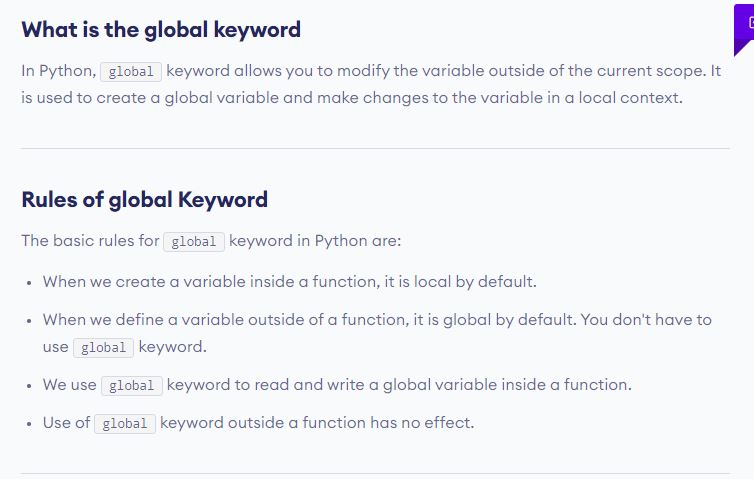 What is the global keyword
In Python, global keyword allows you to modify the variable outside of the current scope. It
is used to create a global variable and make changes to the variable in a local context.
Rules of global Keyword
The basic rules for global keyword in Python are:
• When we create a variable inside a function, it is local by default.
• When we define a variable outside of a function, it is global by default. You don't have to
use global keyword.
• We use global keyword to read and write a global variable inside a function.
• Use of global keyword outside a function has no effect.